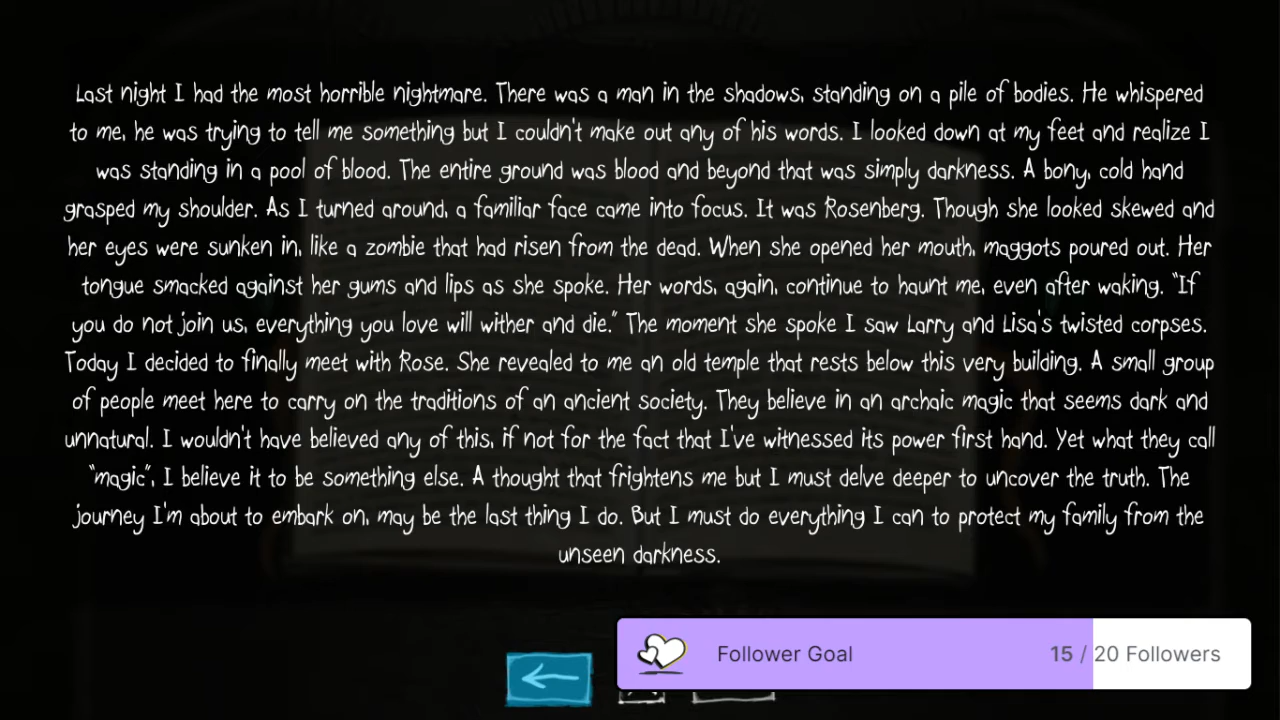 Last night I had the most horrible nightmare. There was a man in the shadows, standing on a pile of bodies. He whispered
to me, he was trying to tell me something but I couldn't make out any of his words. I looked down at my feet and realize I
was standing in a pool of blood. The entire ground was blood and beyond that was simply darkness. A bony, cold hand
grasped my shoulder. As I turned around, a familiar face came into focus. It was Rosenberg. Though she looked skewed and
her eyes were sunken in, like a zombie that had risen from the dead. When she opened her mouth, maggots poured out. Her
tongue smacked against her gums and lips as she spoke. Her words, again, continue to haunt me, even after waking. "If
you do not join us, everything you love will wither and die." The moment she spoke I saw Larry and Lisa's twisted corpses.
Today I decided to finally meet with Rose. She revealed to me an old temple that rests below this very building. A small group
of people meet here to carry on the traditions of an ancient society. They believe in an archaic magic that seems dark and
unnatural. I wouldn't have believed any of this, if not for the fact that I've witnessed its power first hand. Yet what they call
"magic", I believe it to be something else. A thought that frightens me but I must delve deeper to uncover the truth. The
journey I'm about to embark on, may be the last thing I do. But I must do everything I can to protect my family from the
unseen darkness.
Follower Goal 15 / 20 Followers